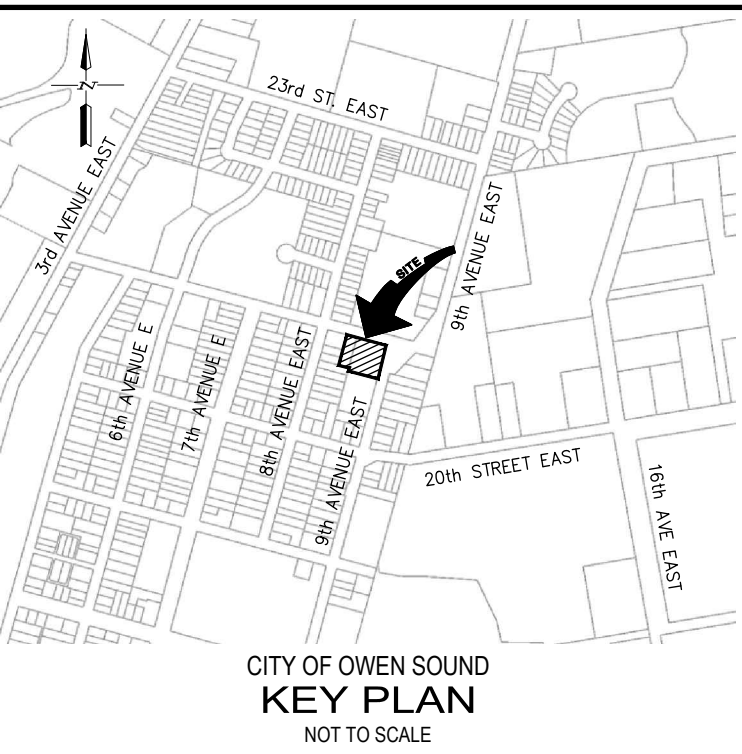 N
23rd ST. EAST
3rd AVENUE EAST
SITE
9th AVENUE EAST
6th AVENUE E
7th AVENUE E
8th AVENUE EAST
9th AVENUE EAST
20th STREET EAST
16th AVE EAST
CITY OF OWEN SOUND
KEY PLAN
NOT TO SCALE